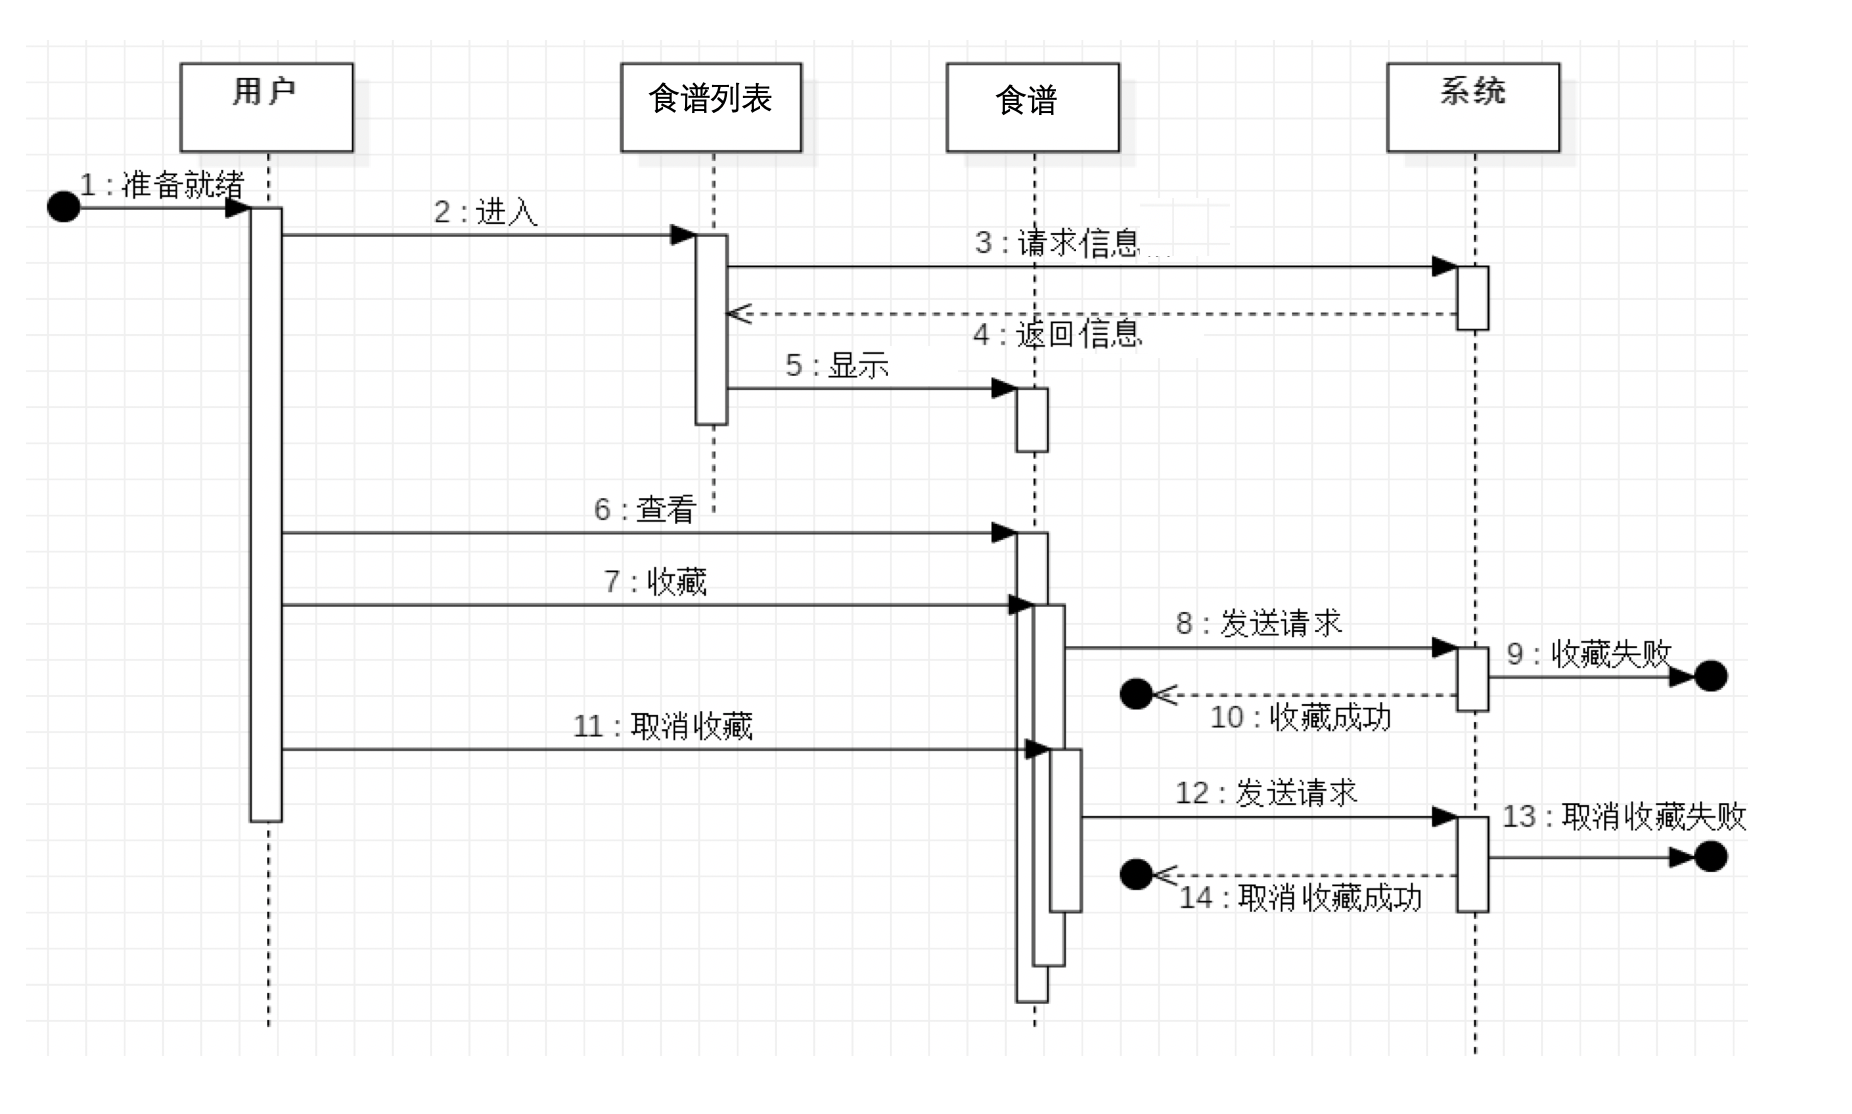 用户
食谱列表
食谱
系统
1 : 准备就绪
2 : 进入
3 : 请求信息
4 : 返回信息
5 : 显示
6 : 查看
7 : 收藏
8 : 发送请求
9 : 收藏失败
10 : 收藏成功
11 : 取消收藏
12 : 发送请求
13 : 取消收藏失败
14 : 取消收藏成功